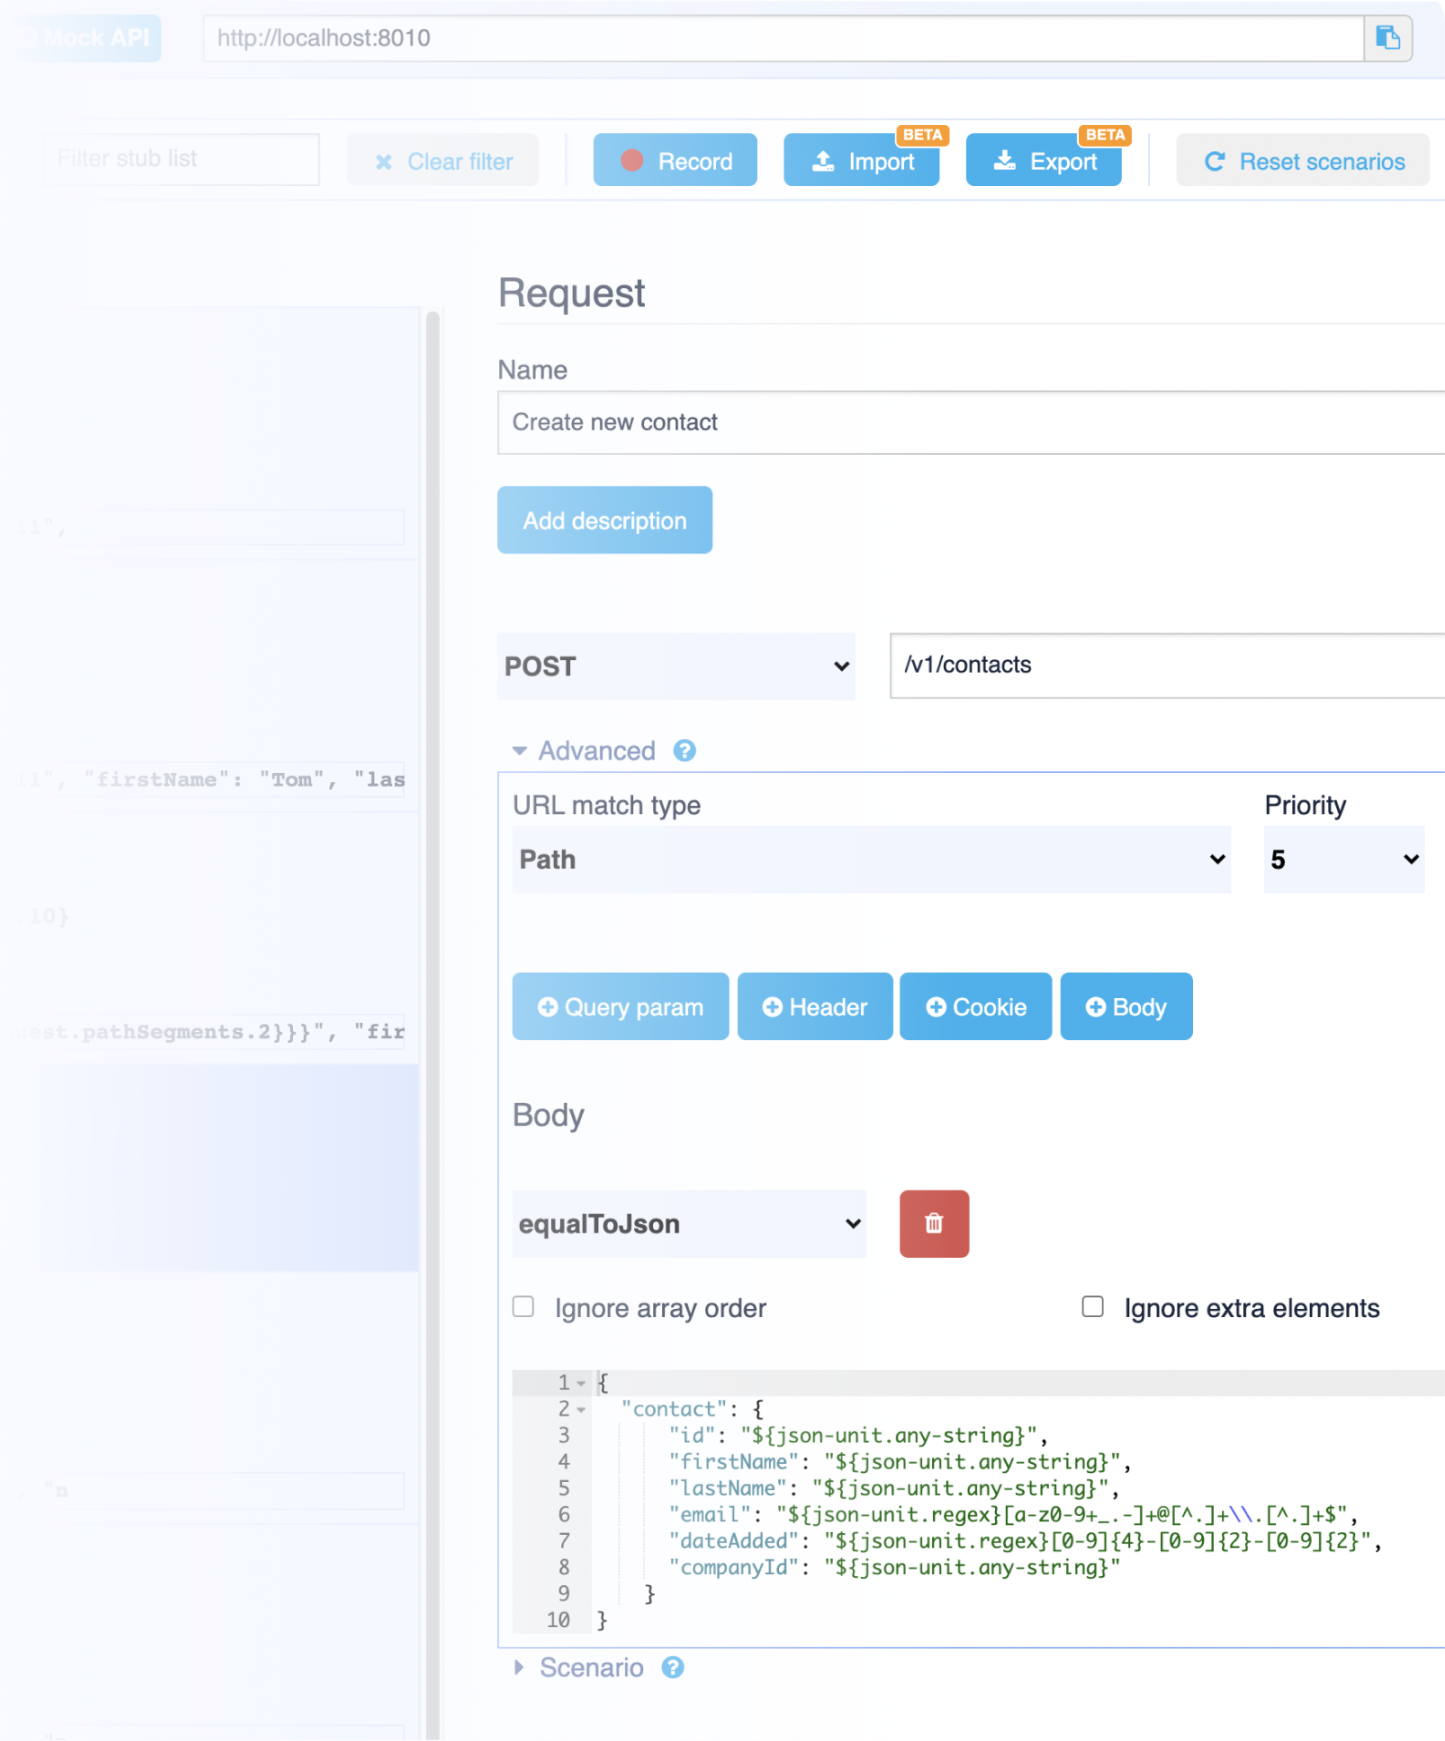 Mock API
http://localhost:8010
Filter stub list
Clear filter
Record
Import
BETA
Export
BETA
Reset scenarios
11",
11", "firstName": "Tom", "las
.10}
uest.pathSegments.2}}}", "fir
, "n
Request
Name
Create new contact
Add description
POST
/v1/contacts
Advanced ?
URL match type
Priority
Path
5
Query param
Header
Cookie
Body
Body
equalToJson
Ignore array order
Ignore extra elements
1 {
2 "contact": {
3 "id": "${json-unit.any-string}",
4 "firstName": "${json-unit.any-string}",
5 "lastName": "${json-unit.any-string}",
6 "email": "${json-unit.regex}[a-z0-9+_.-]+@[^.]+\\.[^.]+$",
7 "dateAdded": "${json-unit.regex}[0-9]{4}-[0-9]{2}-[0-9]{2}",
8 "companyId": "${json-unit.any-string}"
9 }
10 }
Scenario ?